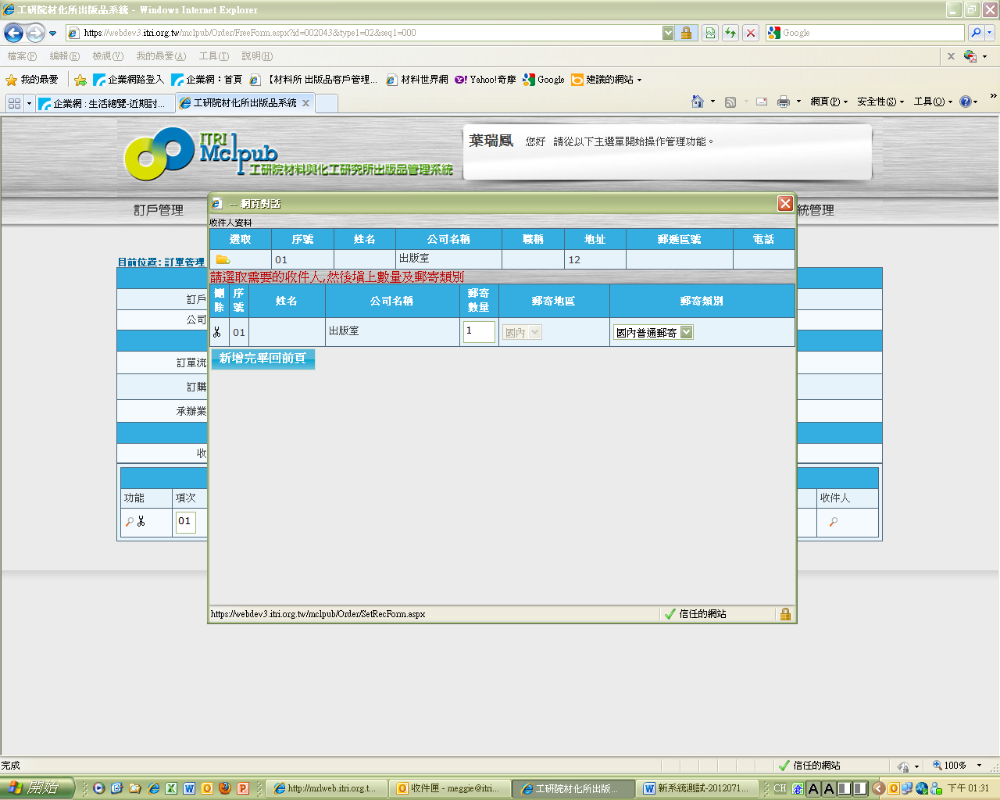 工研院材化所出版品系統 - Windows Internet Explorer
https://webdev3.itri.org.tw/mclpub/Order/FreeForm.aspx?id=002043&type1=02&seq1=000
Google
檔案(F) 編輯(E) 檢視(V) 我的最愛(A) 工具(T) 說明(H)
我的最愛 企業網路登入 企業網：首頁 【材料所 出版品客戶管理... 材料世界網 Yahoo!奇摩 Google 建議的網站
企業網 : 生活總覽-近期討... 工研院材化所出版品系統 網頁(P) 安全性(S) 工具(O)
ITRI
Mclpub
工研院材料與化工研究所出版品管理系統
葉瑞鳳 您好 請從以下主選單開始操作管理功能。
訂戶管理 統管理
-- 網頁對話
收件人資料
選取 序號 姓名 公司名稱 職稱 地址 郵遞區號 電話
01 出版室 12
請選取需要的收件人,然後填上數量及郵寄類別
刪除 序號 姓名 公司名稱 郵寄數量 郵寄地區 郵寄類別
01 出版室 1 國內 國內普通郵寄
新增完畢回前頁
目前位置: 訂單管理
訂戶
公司
訂單流
訂購
承辦業
收
功能 項次 收件人
01
https://webdev3.itri.org.tw/mclpub/Order/SetRecForm.aspx 信任的網站
完成 信任的網站 100%
開始 http://mrlweb.itri.org.t... 收件匣 - meggie@itri... 工研院材化所出版... 新系統測試-2012071... CH 下午 01:31